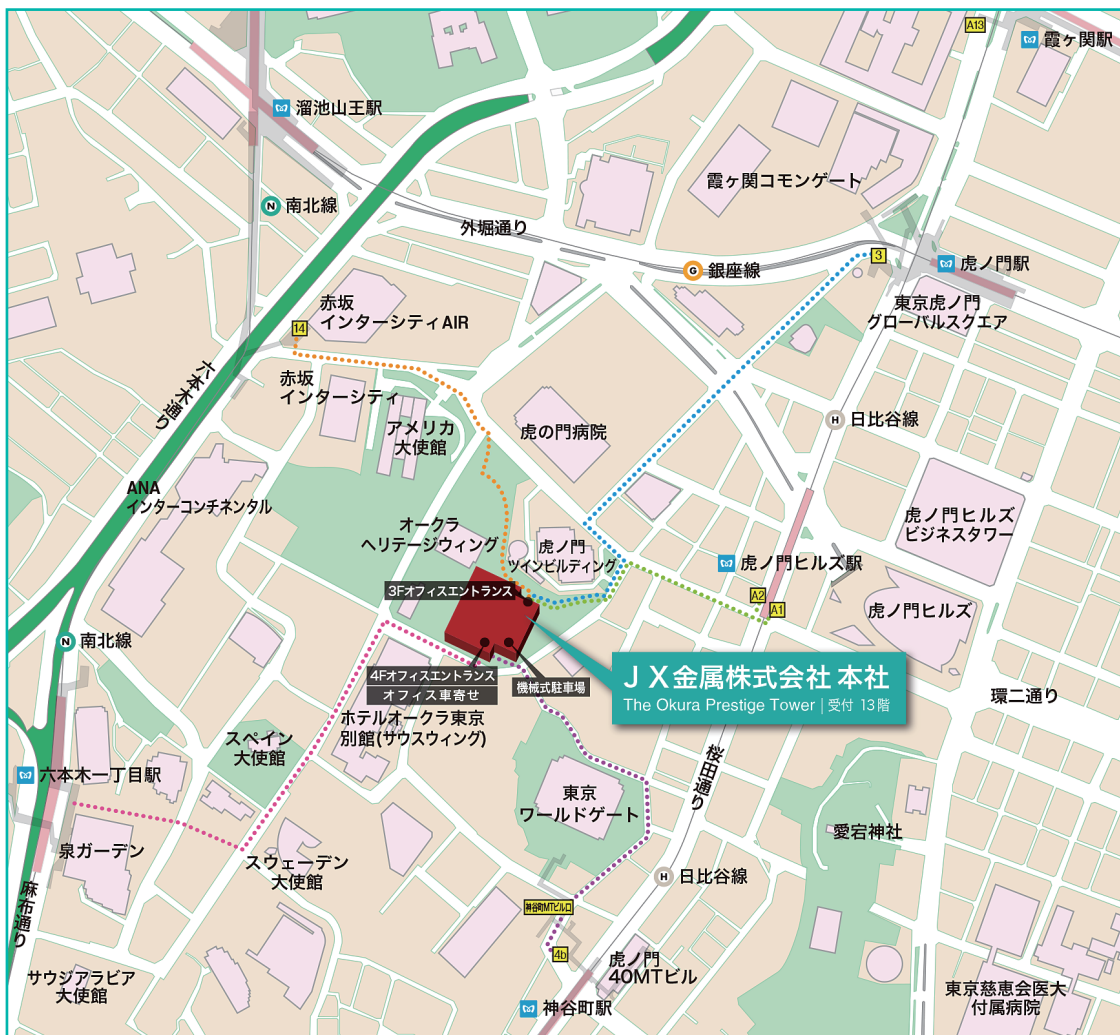 A13
霞ヶ関駅
溜池山王駅
霞ヶ関コモンゲート
N
南北線
外堀通り
3
虎ノ門駅
G
銀座線
赤坂
インターシティAIR
東京虎ノ門
グローバルスクエア
14
六本木通り
赤坂
インターシティ
アメリカ
大使館
虎の門病院
H
日比谷線
ANA
インターコンチネンタル
オークラ
ヘリテージウィング
虎ノ門
ツインビルディング
虎ノ門ヒルズ
ビジネスタワー
虎ノ門ヒルズ駅
3Fオフィスエントランス
A2
A1
虎ノ門ヒルズ
N
南北線
4Fオフィスエントランス
オフィス車寄せ
機械式駐車場
JX金属株式会社 本社
The Okura Prestige Tower | 受付 13階
環二通り
ホテルオークラ東京
別館(サウスウィング)
スペイン
大使館
桜田通り
六本木一丁目駅
東京
ワールドゲート
愛宕神社
泉ガーデン
スウェーデン
大使館
H
日比谷線
麻布通り
神谷町MTビル口
4b
虎ノ門
40MTビル
サウジアラビア
大使館
神谷町駅
東京慈恵会医大
付属病院